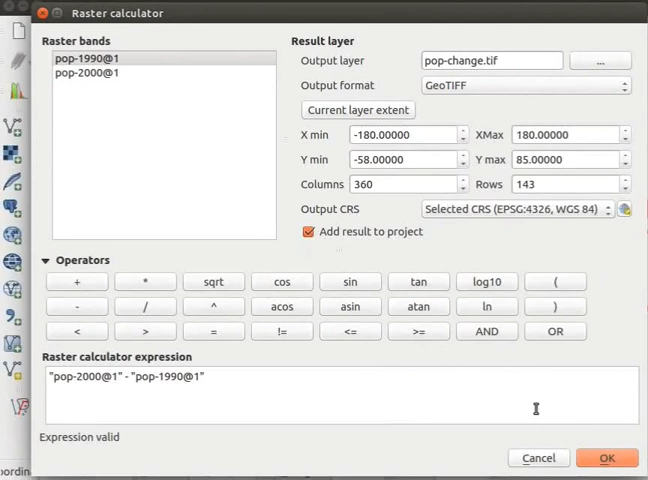 Raster calculator
Raster bands
pop-1990@1
pop-2000@1
Result layer
Output layer pop-change.tif ...
Output format GeoTIFF
Current layer extent
X min -180.00000 XMax 180.00000
Y min -58.00000 Y max 85.00000
Columns 360 Rows 143
Output CRS Selected CRS (EPSG:4326, WGS 84)
Add result to project
Operators
+ * sqrt cos sin tan log10 (
- / ^ acos asin atan ln )
< > = != <= >= AND OR
Raster calculator expression
"pop-2000@1" - "pop-1990@1"
Expression valid
Cancel OK
oordin